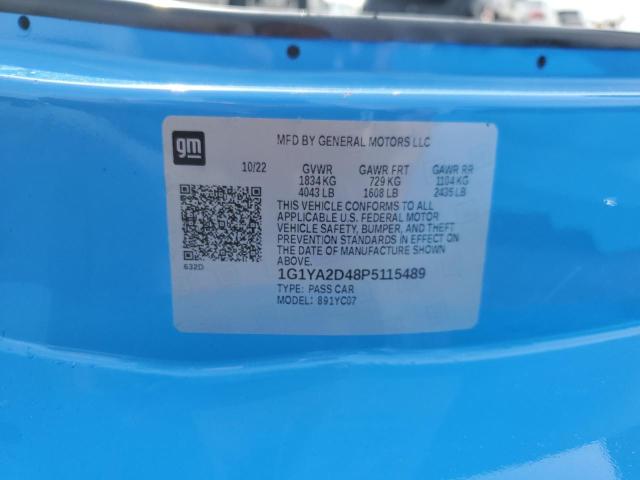 gm
MFD BY GENERAL MOTORS LLC
10/22 GVWR GAWR FRT GAWR RR
1834 KG 729 KG 1104 KG
4043 LB 1608 LB 2435 LB
THIS VEHICLE CONFORMS TO ALL
APPLICABLE U.S. FEDERAL MOTOR
VEHICLE SAFETY, BUMPER, AND THEFT
PREVENTION STANDARDS IN EFFECT ON
THE DATE OF MANUFACTURE SHOWN
ABOVE.
632D
1G1YA2D48P5115489
TYPE: PASS CAR
MODEL: 891YC07